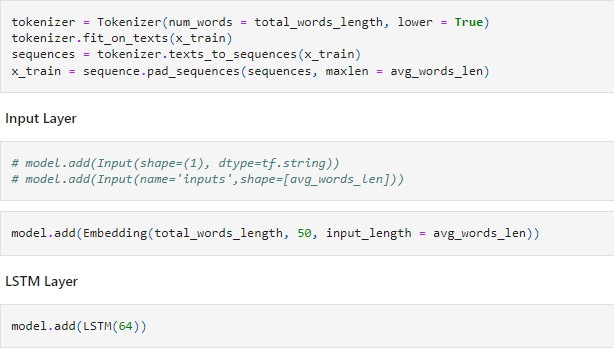 tokenizer = Tokenizer(num_words = total_words_length, lower = True)
tokenizer.fit_on_texts(x_train)
sequences = tokenizer.texts_to_sequences(x_train)
x_train = sequence.pad_sequences(sequences, maxlen = avg_words_len)
Input Layer
# model.add(Input(shape=(1), dtype=tf.string))
# model.add(Input(name='inputs',shape=[avg_words_len]))
model.add(Embedding(total_words_length, 50, input_length = avg_words_len))
LSTM Layer
model.add(LSTM(64))